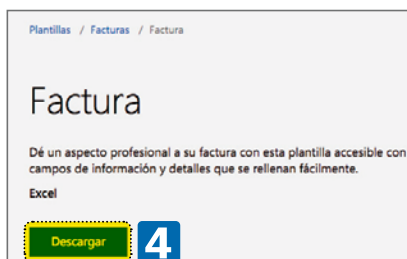 Plantillas / Facturas / Factura
Factura
Dé un aspecto profesional a su factura con esta plantilla accesible con
campos de información y detalles que se rellenan fácilmente.
Excel
Descargar 4